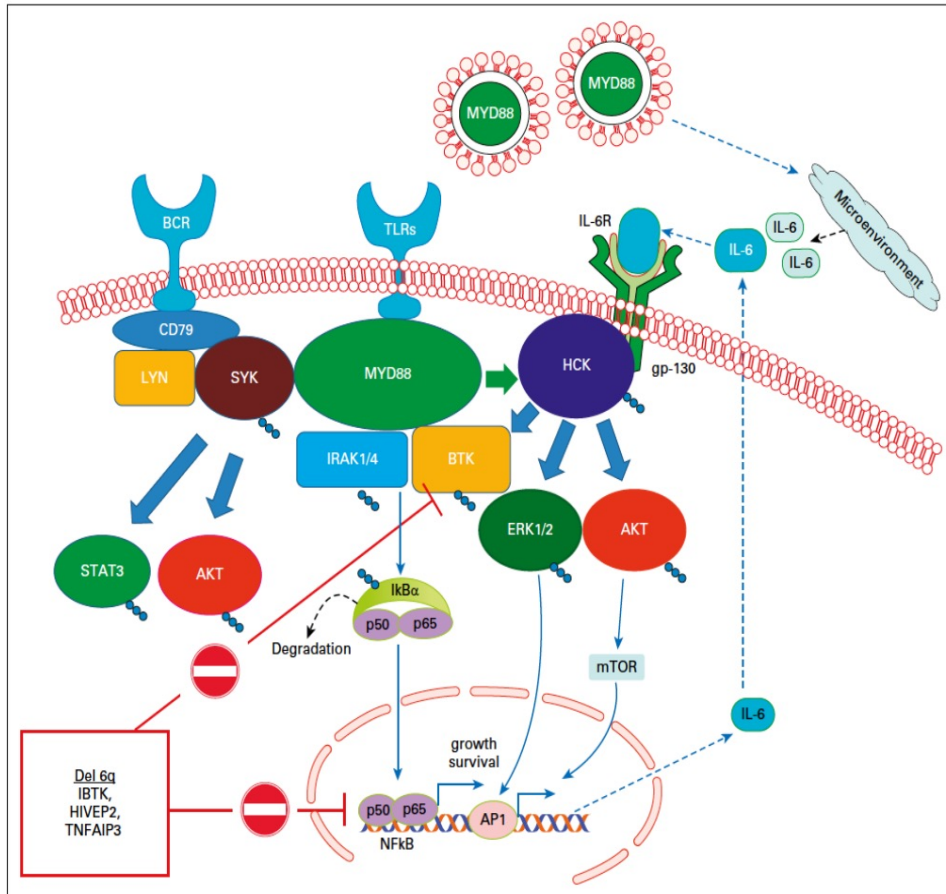 MYD88
MYD88
BCR
TLRs
IL-6R
IL-6
IL-6
IL-6
Microenvironment
CD79
LYN
SYK
MYD88
HCK
gp-130
IRAK1/4
BTK
STAT3
AKT
ERK1/2
AKT
IkBα
p50
p65
Degradation
mTOR
IL-6
growth
survival
Del 6q
IBTK,
HIVEP2,
TNFAIP3
p50
p65
AP1
NFkB